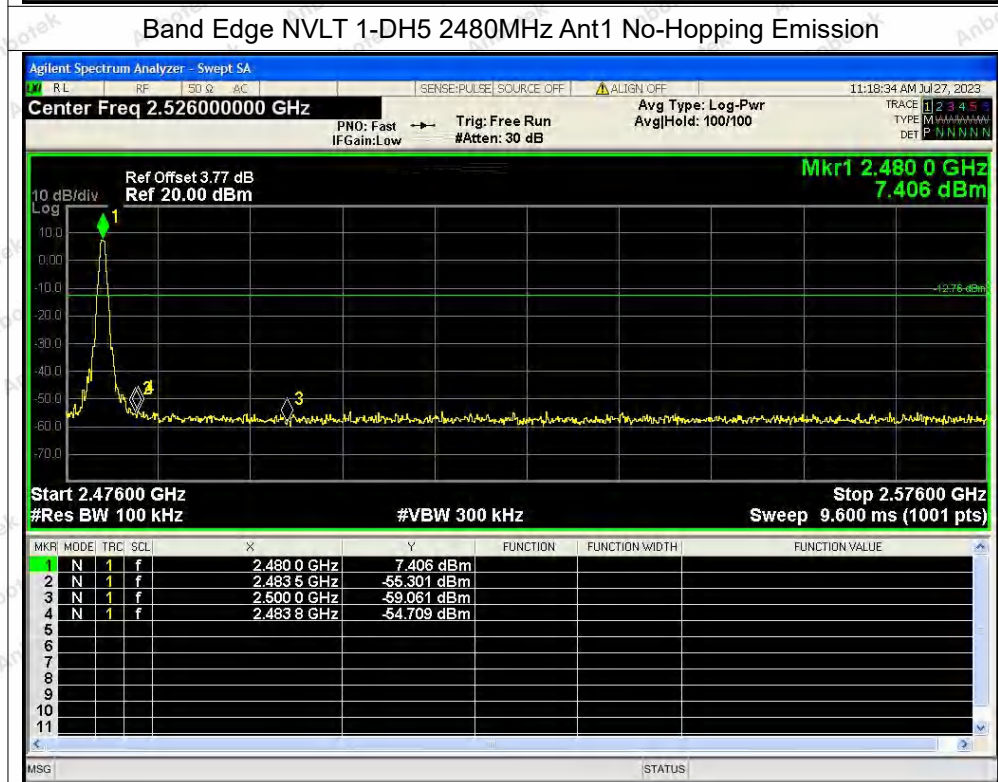 Band Edge NVLT 1-DH5 2480MHz Ant1 No-Hopping Emission
Agilent Spectrum Analyzer - Swept SA
RL RF 50 Ω AC SENSE:PULSE SOURCE OFF ALIGN OFF 11:18:34 AM Jul 27, 2023
Center Freq 2.526000000 GHz
PNO: Fast
IFGain:Low
Trig: Free Run
#Atten: 30 dB
Avg Type: Log-Pwr
Avg|Hold: 100/100
TRACE 1 2 3 4 5 6
TYPE M
DET P N N N N N
Mkr1 2.480 0 GHz
7.406 dBm
Ref Offset 3.77 dB
10 dB/div Ref 20.00 dBm
Log
1
10.0
0.00
-10.0
-12.76 dBm
-20.0
-30.0
-40.0
4
-50.0
3
-60.0
-70.0
Start 2.47600 GHz Stop 2.57600 GHz
#Res BW 100 kHz #VBW 300 kHz Sweep 9.600 ms (1001 pts)
MKR MODE TRC SCL X Y FUNCTION FUNCTION WIDTH FUNCTION VALUE
1 N 1 f 2.480 0 GHz 7.406 dBm
2 N 1 f 2.483 5 GHz -55.301 dBm
3 N 1 f 2.500 0 GHz -59.061 dBm
4 N 1 f 2.483 8 GHz -54.709 dBm
5
6
7
8
9
10
11
MSG STATUS